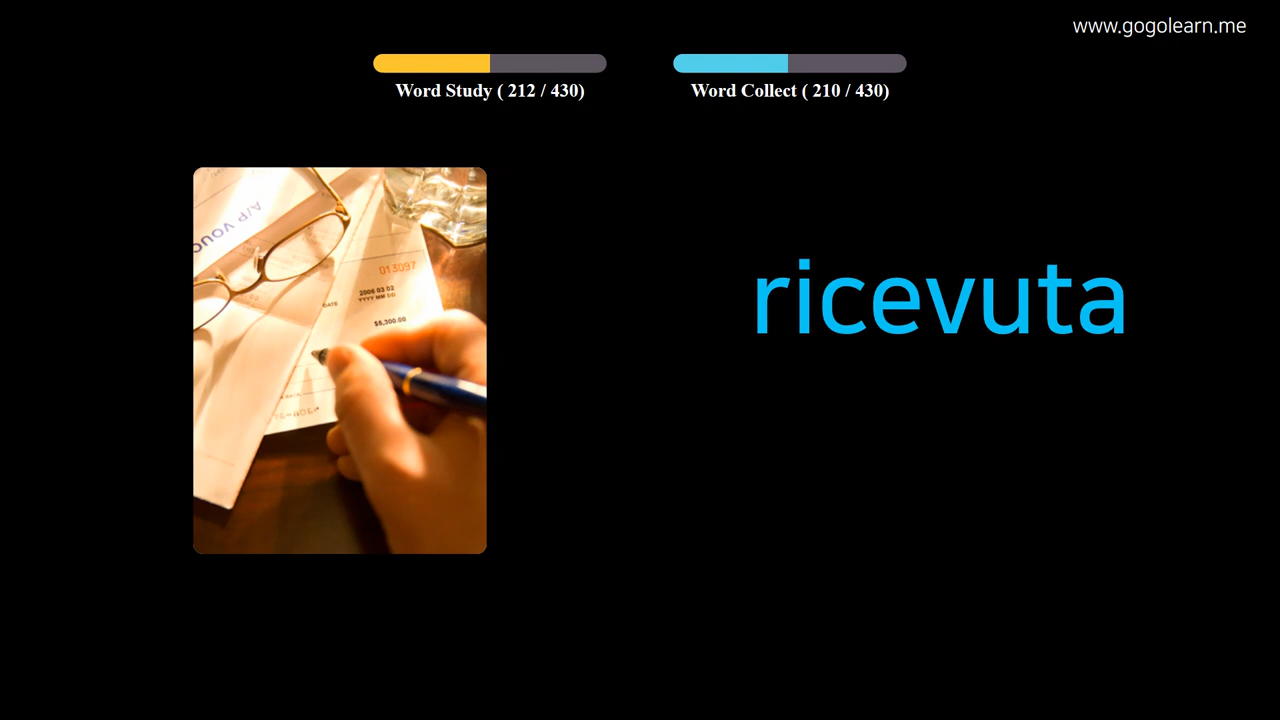 www.gogolearn.me
Word Study ( 212 / 430)
Word Collect ( 210 / 430)
ricevuta
A/P VOUC
013097
DATE
2006 03 02
YYYY MM DD
$5,300.00